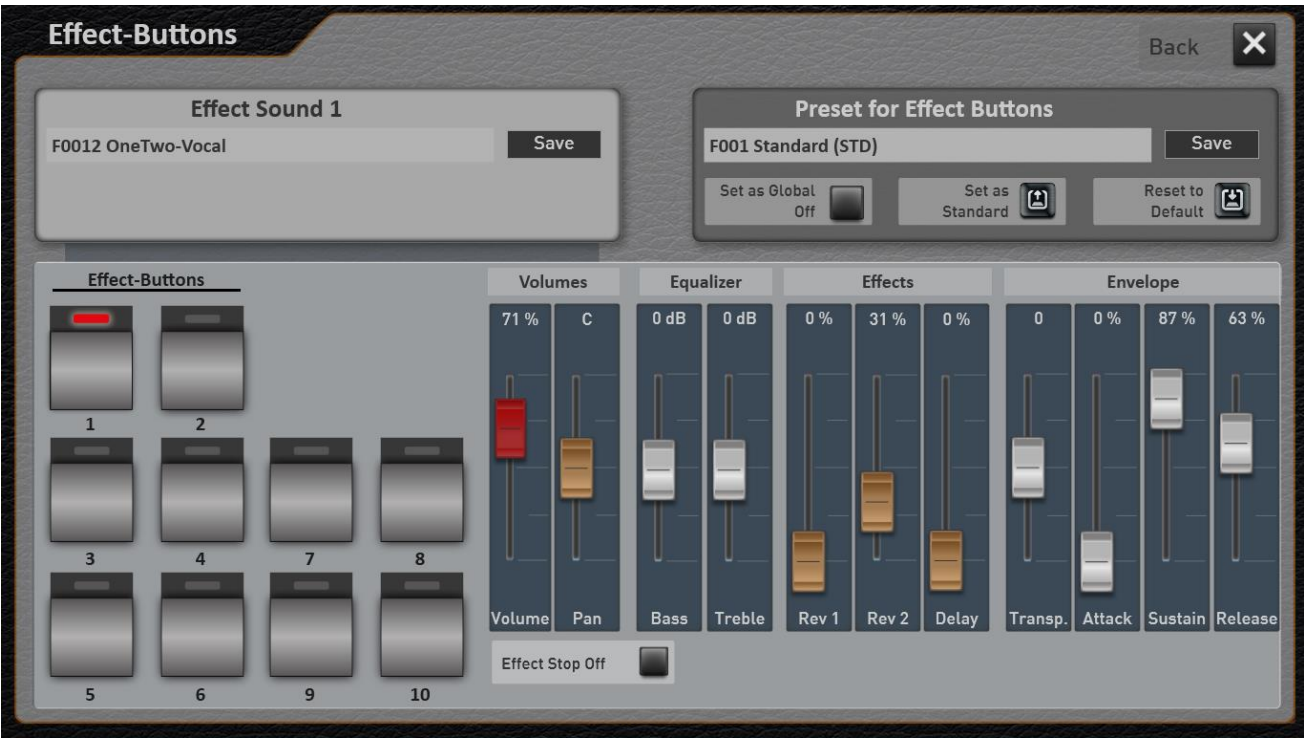 Effect-Buttons
Back
Effect Sound 1
F0012 OneTwo-Vocal
Save
Preset for Effect Buttons
F001 Standard (STD)
Save
Set as Global
Off
Set as
Standard
Reset to
Default
Effect-Buttons
1
2
3
4
7
8
5
6
9
10
Volumes
Equalizer
Effects
Envelope
71 %
C
0 dB
0 dB
0 %
31 %
0 %
0
0 %
87 %
63 %
Volume
Pan
Bass
Treble
Rev 1
Rev 2
Delay
Transp.
Attack
Sustain
Release
Effect Stop Off